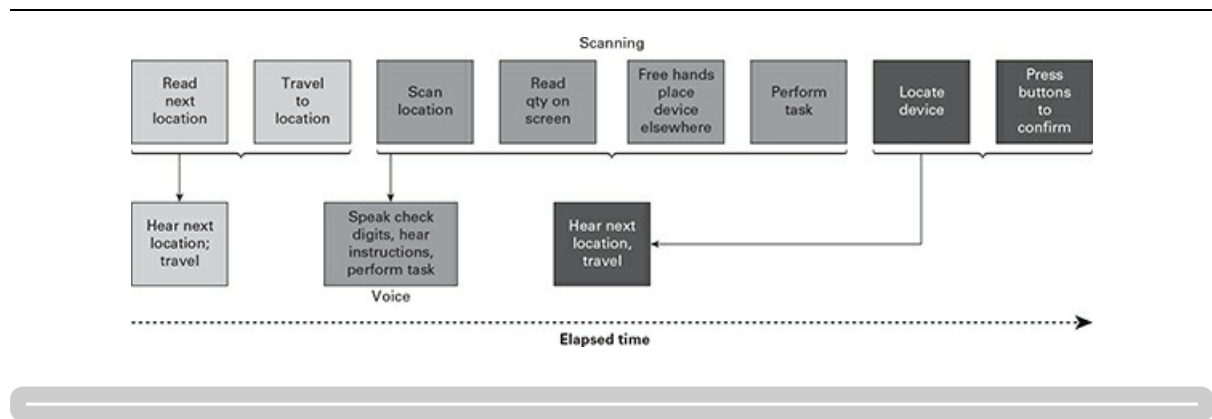 Scanning
Read
next
location
Travel
to
location
Scan
location
Read
qty on
screen
Free hands
place
device
elsewhere
Perform
task
Locate
device
Press
buttons
to
confirm
Hear next
location;
travel
Speak check
digits, hear
instructions,
perform task
Hear next
location,
travel
Voice
Elapsed time